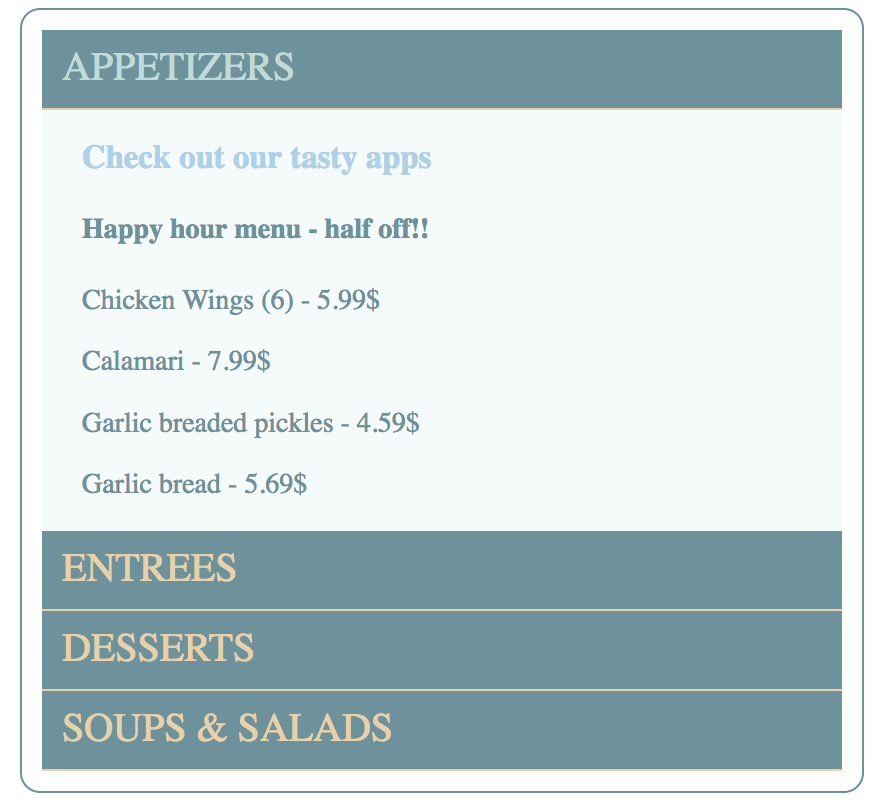 APPETIZERS
Check out our tasty apps
Happy hour menu - half off!!
Chicken Wings (6) - 5.99$
Calamari - 7.99$
Garlic breaded pickles - 4.59$
Garlic bread - 5.69$
ENTREES
DESSERTS
SOUPS & SALADS